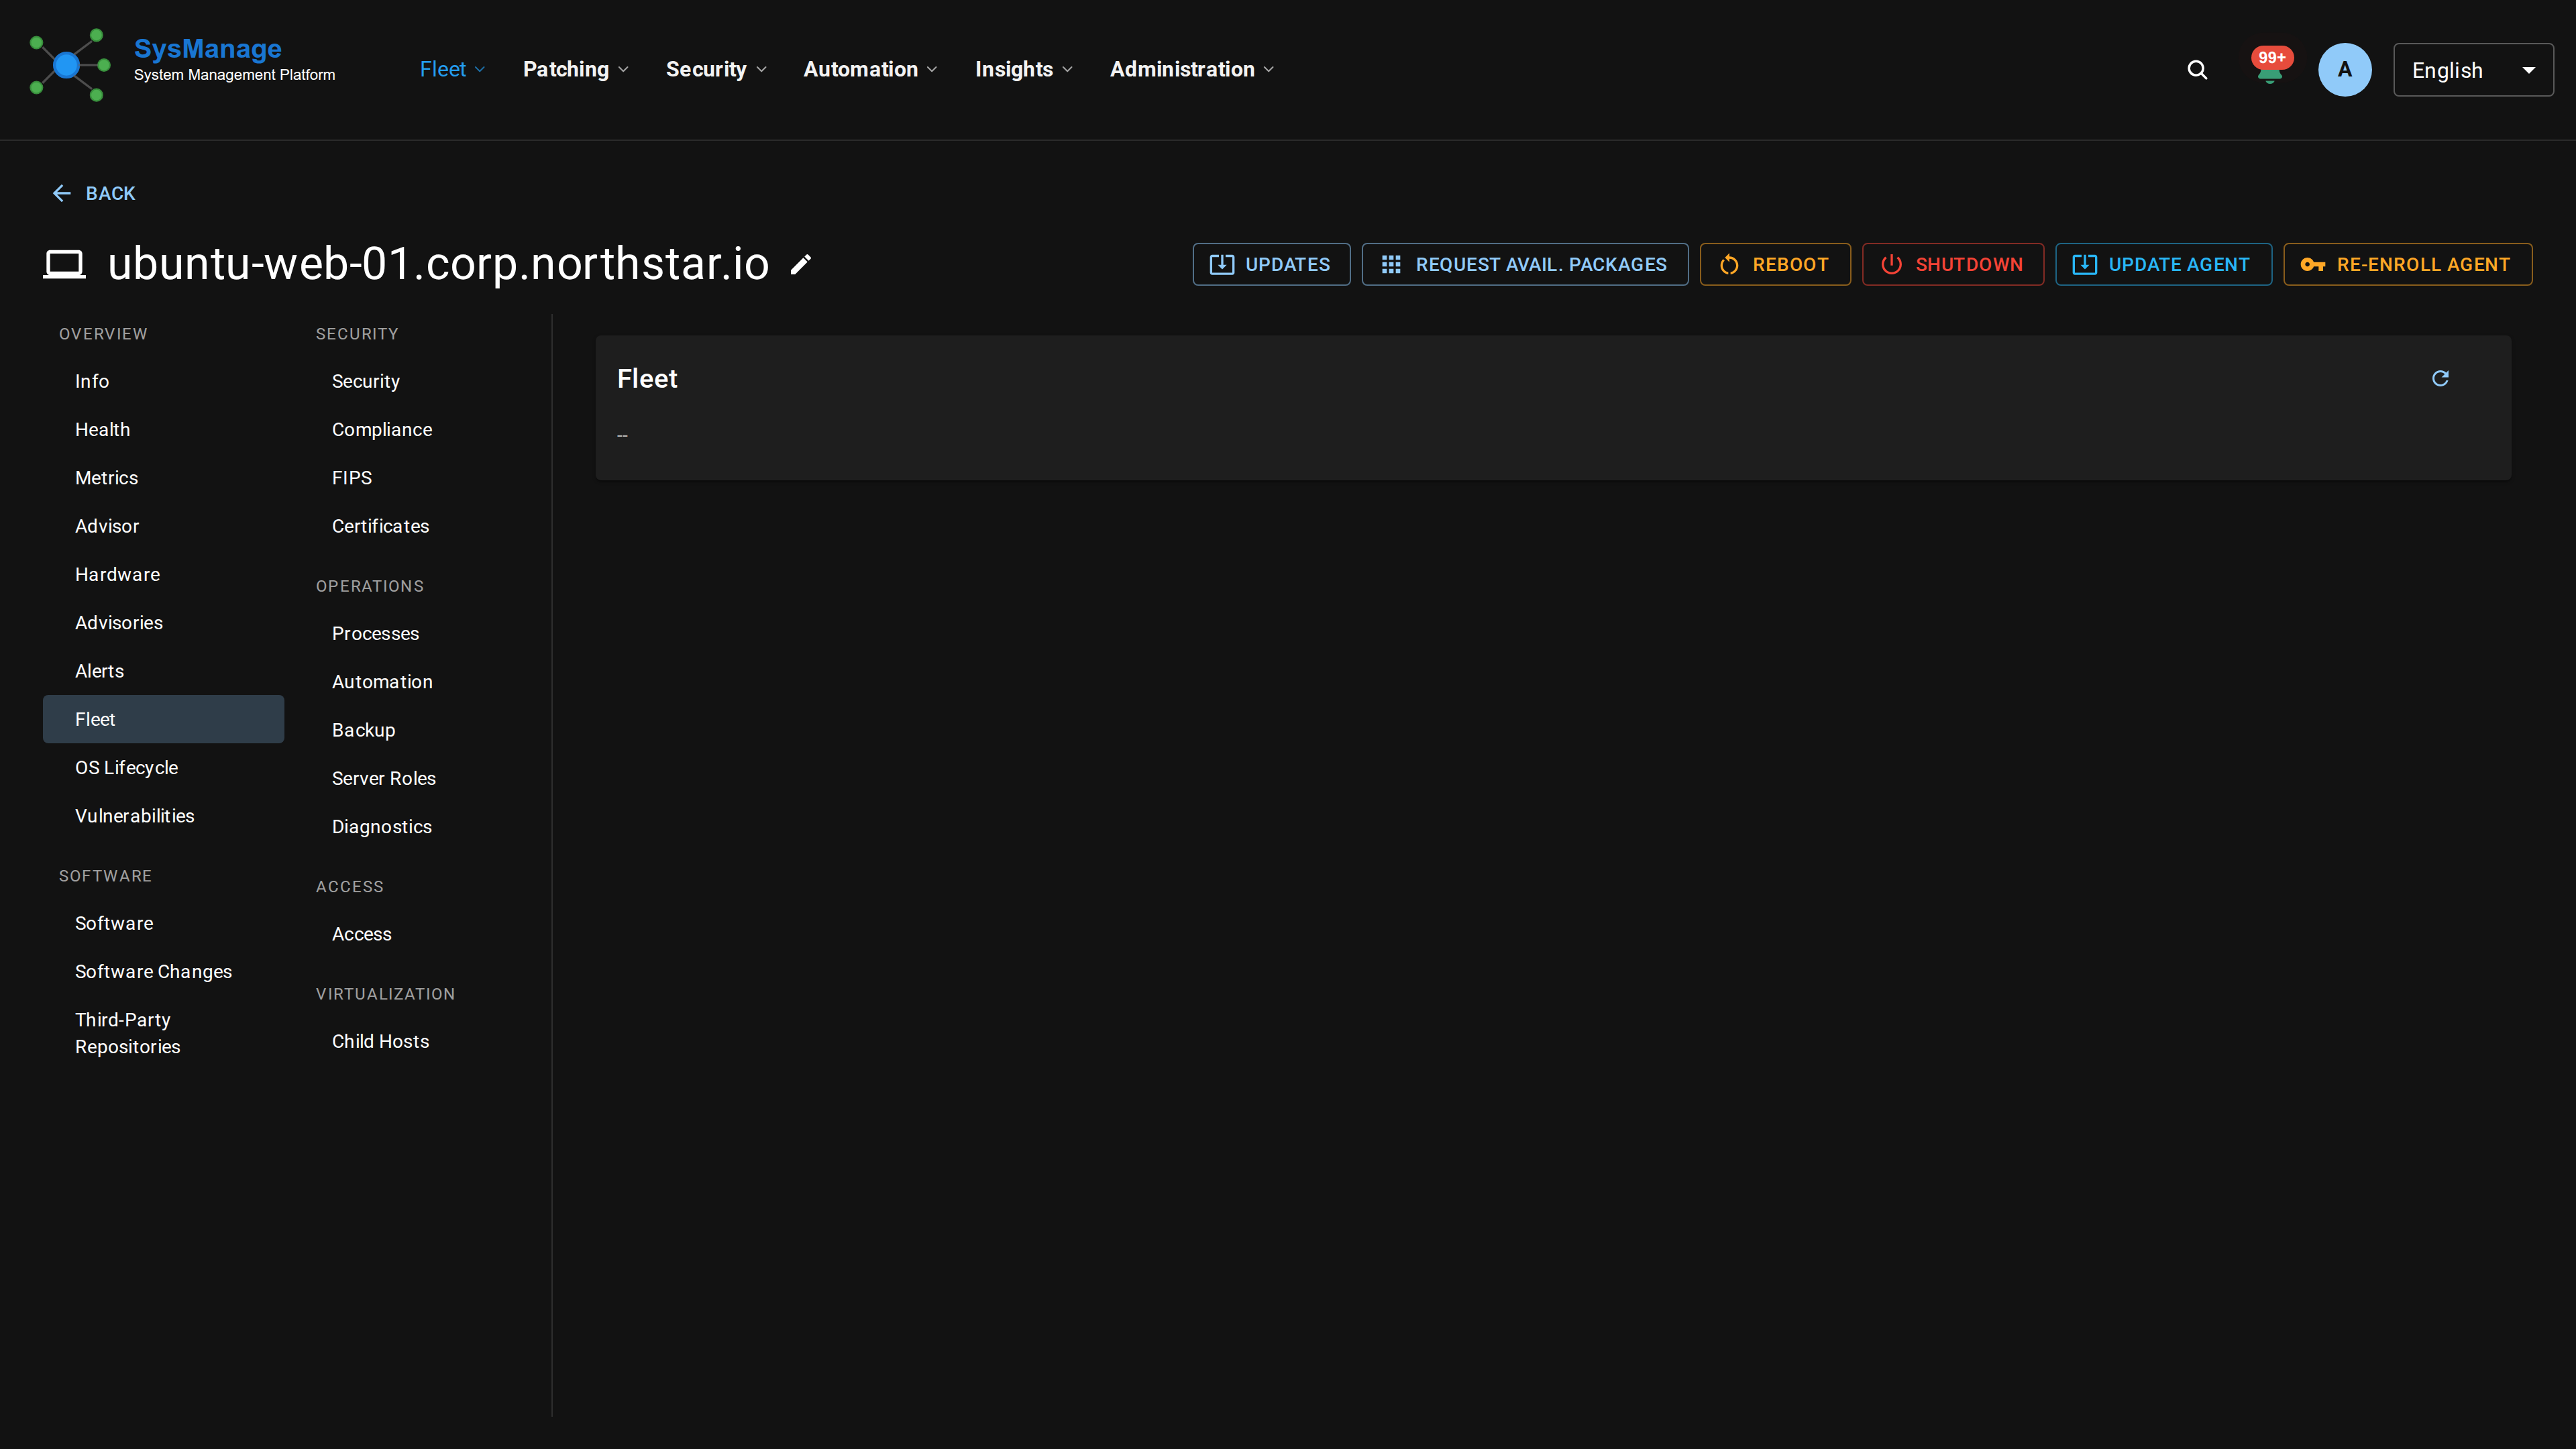 SysManage
System Management Platform
Fleet
Patching
Security
Automation
Insights
Administration
99+
A
English
BACK
ubuntu-web-01.corp.northstar.io
UPDATES
REQUEST AVAIL. PACKAGES
REBOOT
SHUTDOWN
UPDATE AGENT
RE-ENROLL AGENT
OVERVIEW
Info
Health
Metrics
Advisor
Hardware
Advisories
Alerts
Fleet
OS Lifecycle
Vulnerabilities
SOFTWARE
Software
Software Changes
Third-Party
Repositories
SECURITY
Security
Compliance
FIPS
Certificates
OPERATIONS
Processes
Automation
Backup
Server Roles
Diagnostics
ACCESS
Access
VIRTUALIZATION
Child Hosts
Fleet
--